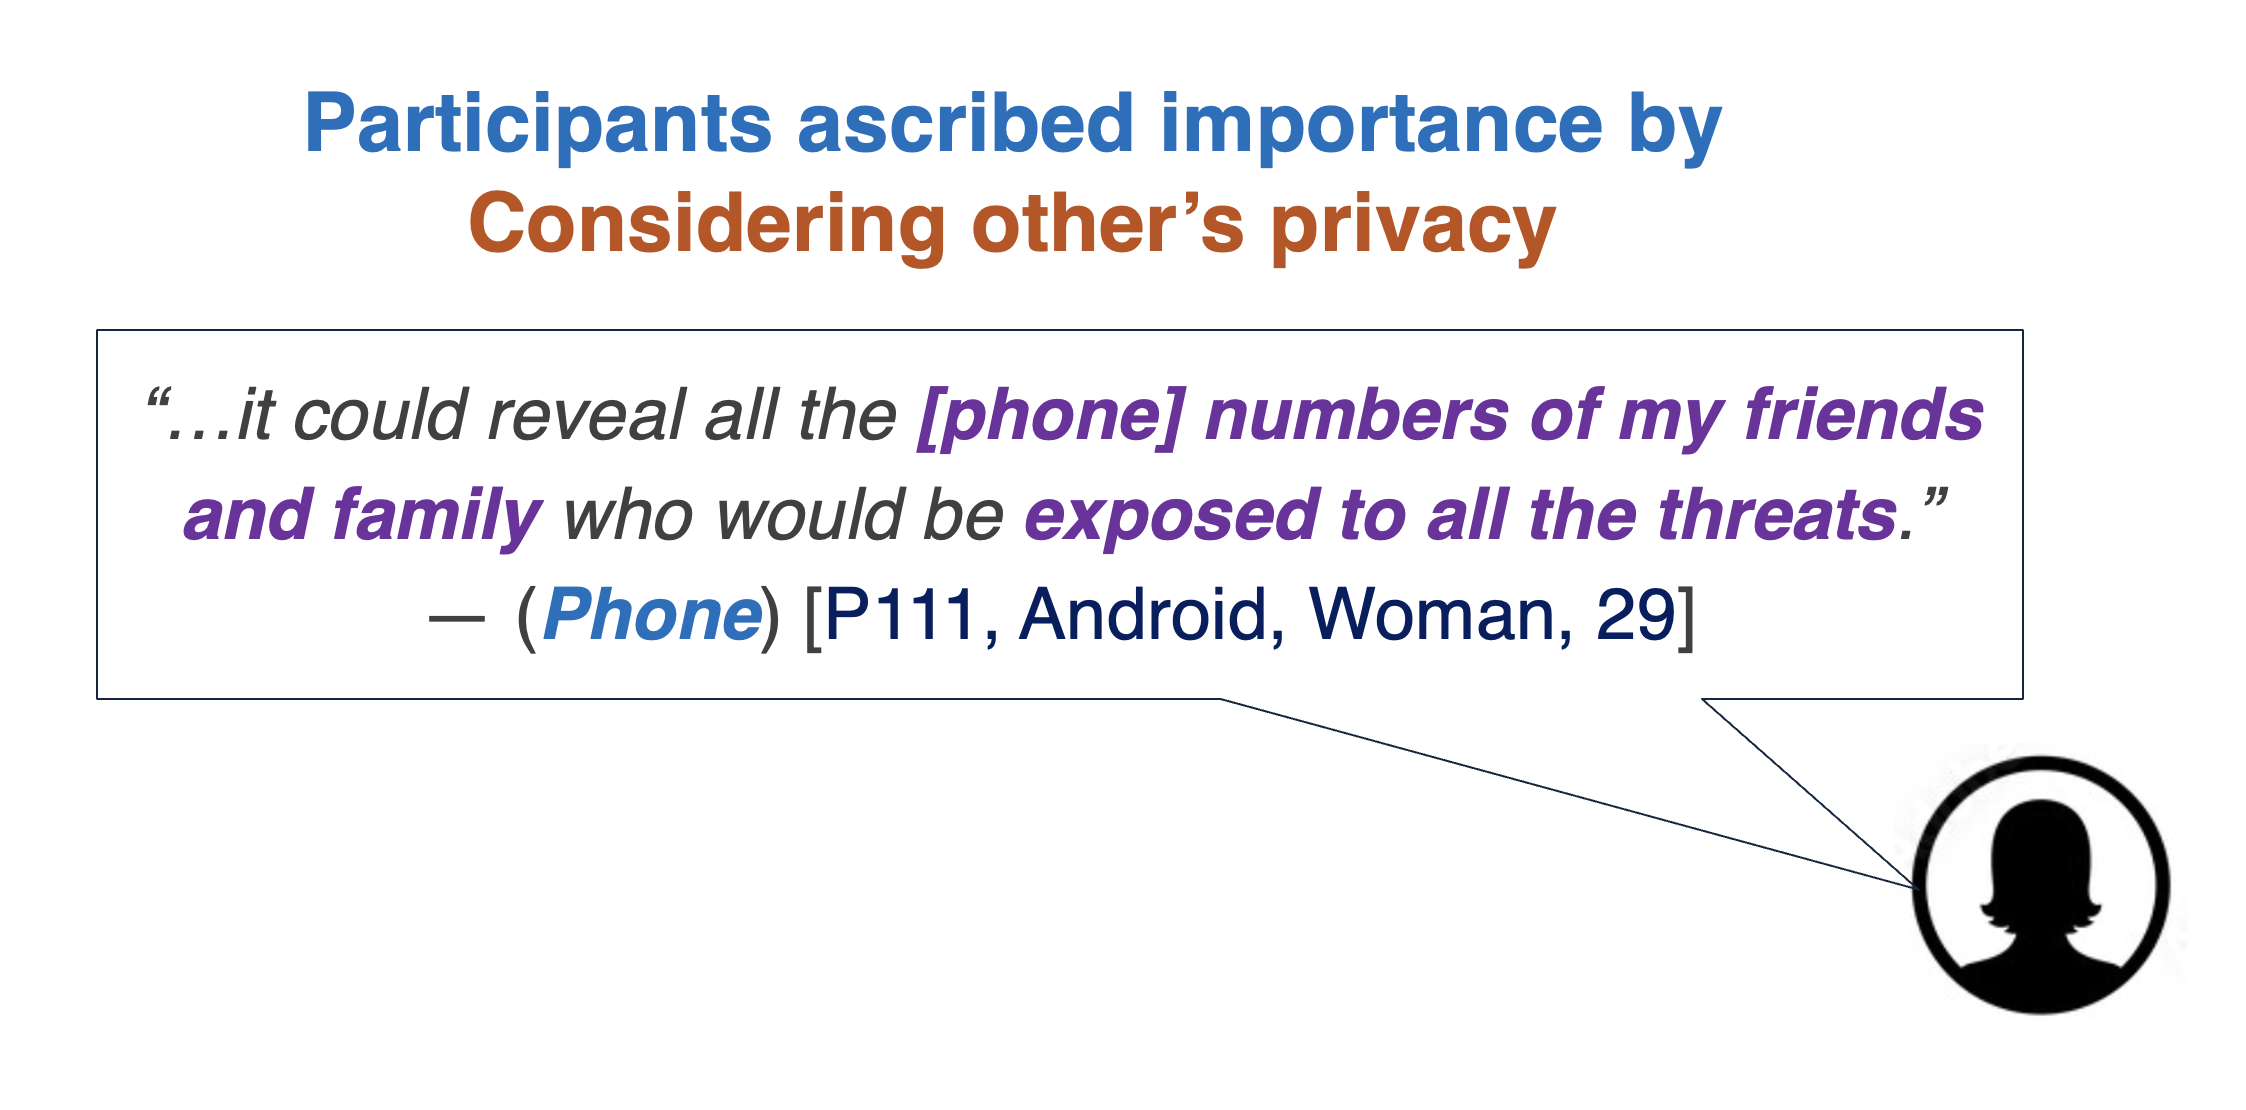 Participants ascribed importance by
Considering other’s privacy
“…it could reveal all the [phone] numbers of my friends
and family who would be exposed to all the threats.”
— (Phone) [P111, Android, Woman, 29]